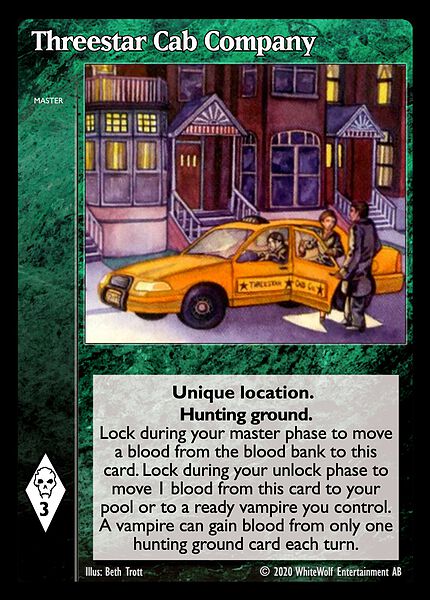 Threestar Cab Company
MASTER
THREESTAR CAB CO.
Unique location.
Hunting ground.
Lock during your master phase to move
a blood from the blood bank to this
card. Lock during your unlock phase to
move 1 blood from this card to your
pool or to a ready vampire you control.
A vampire can gain blood from only one
hunting ground card each turn.
3
Illus: Beth Trott
© 2020 WhiteWolf Entertainment AB